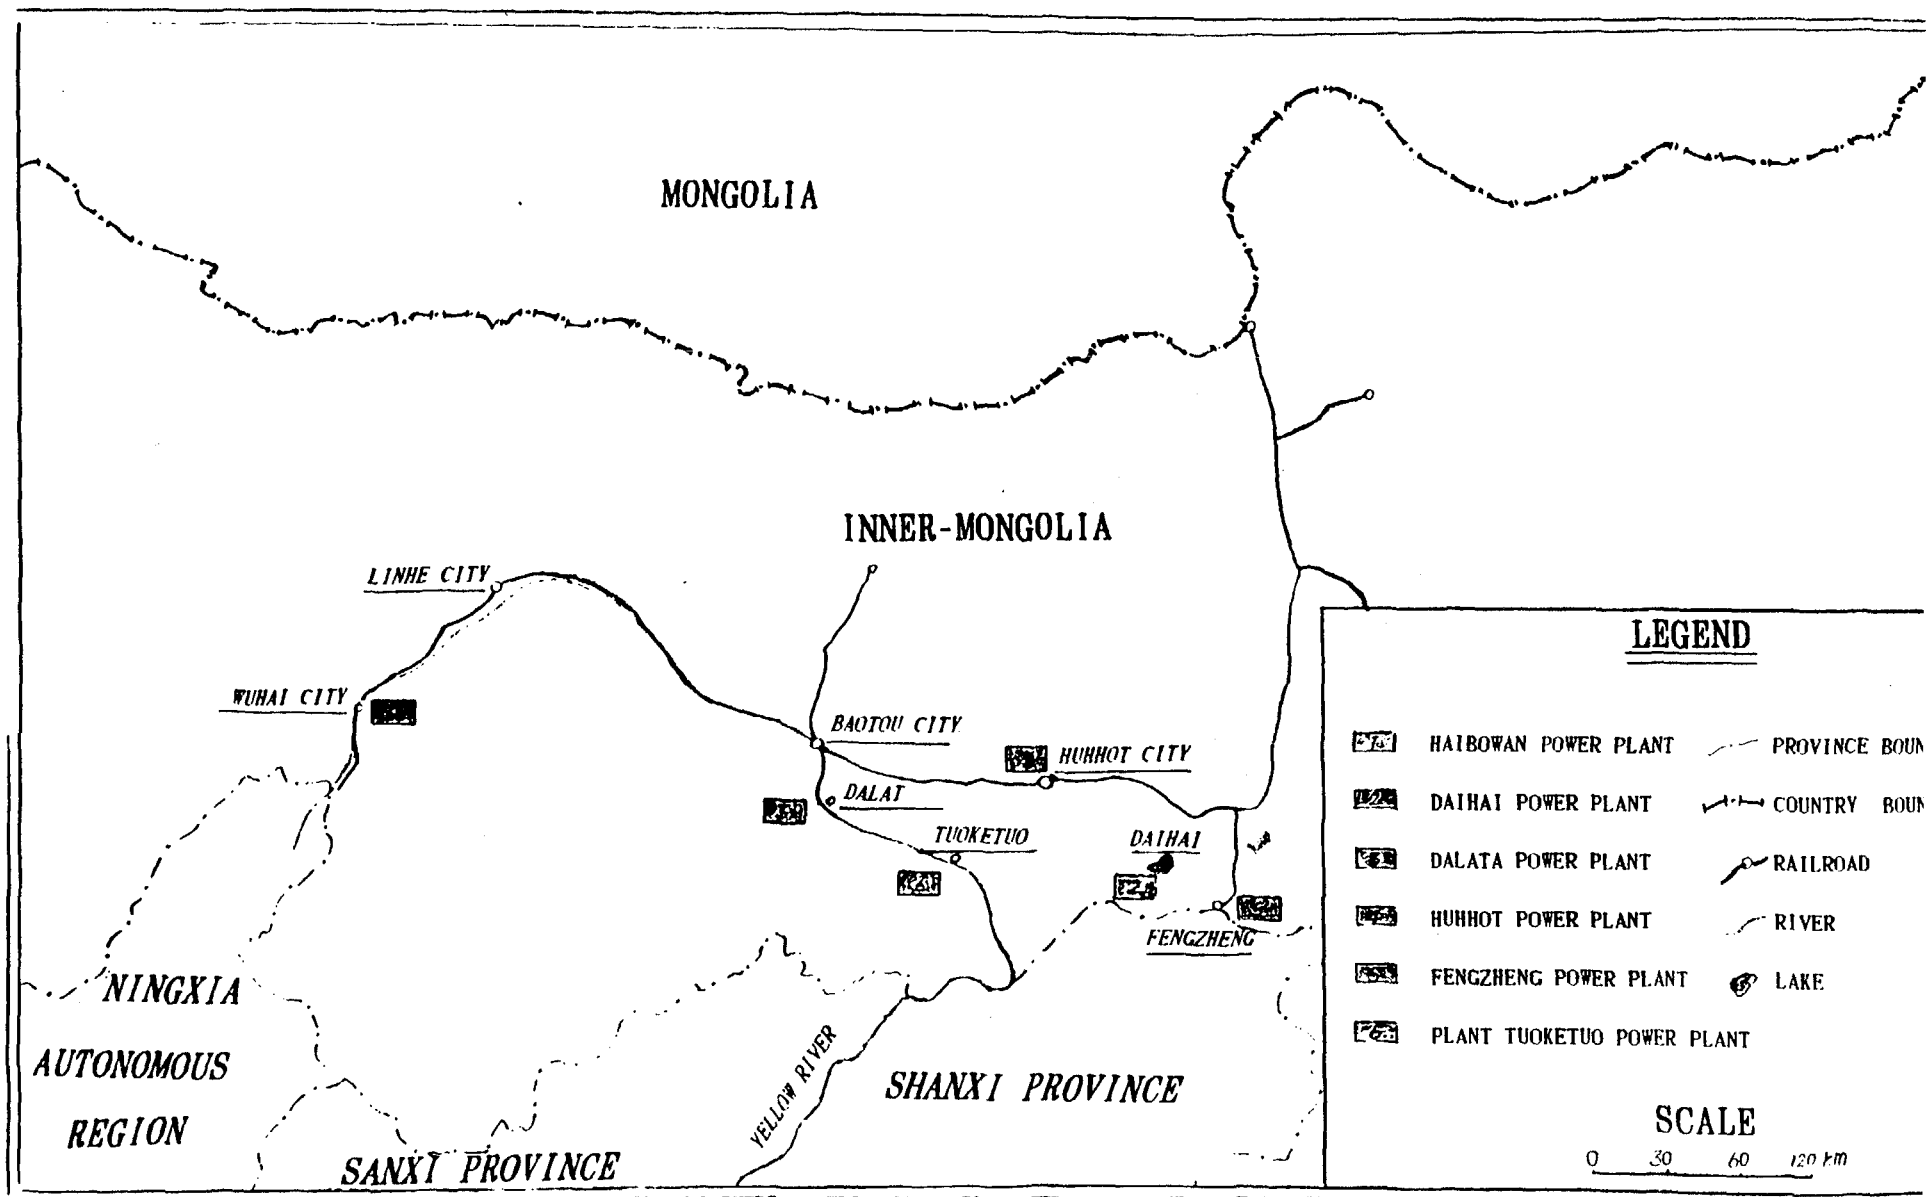 MONGOLIA
INNER-MONGOLIA
LINHE CITY
WUHAI CITY
BAOTOU CITY
HUHHOT CITY
DALAT
TUOKETUO
DAIHAI
FENGZHENG
NINGXIA
AUTONOMOUS
REGION
SANXI PROVINCE
YELLOW RIVER
SHANXI PROVINCE
LEGEND
HAIBOWAN POWER PLANT
PROVINCE BOUN
DAIHAI POWER PLANT
COUNTRY BOUN
DALATA POWER PLANT
RAILROAD
HUHHOT POWER PLANT
RIVER
FENGZHENG POWER PLANT
LAKE
PLANT TUOKETUO POWER PLANT
SCALE
0 30 60 120 km